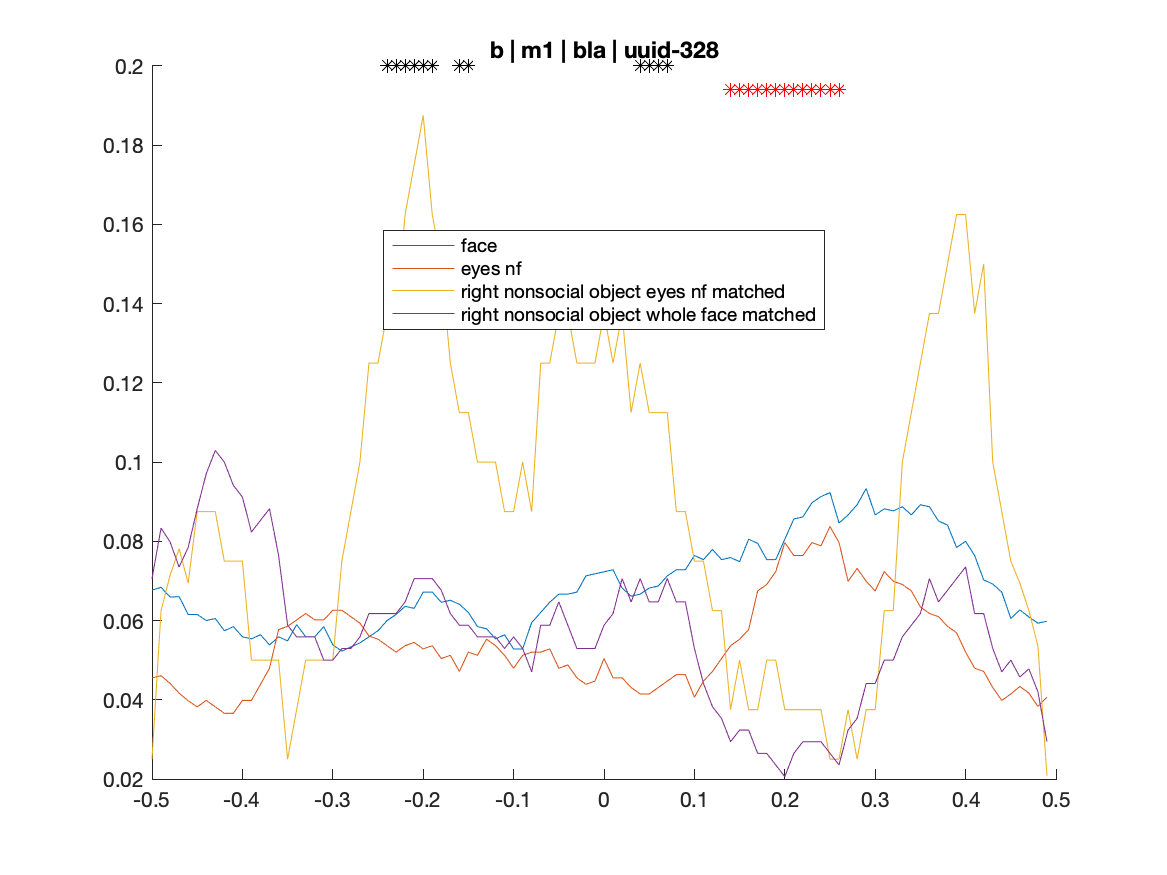 b | m1 | bla | uuid-328
0.2
0.18
0.16
0.14
0.12
0.1
0.08
0.06
0.04
0.02
face
eyes nf
right nonsocial object eyes nf matched
right nonsocial object whole face matched
-0.5 -0.4 -0.3 -0.2 -0.1 0 0.1 0.2 0.3 0.4 0.5